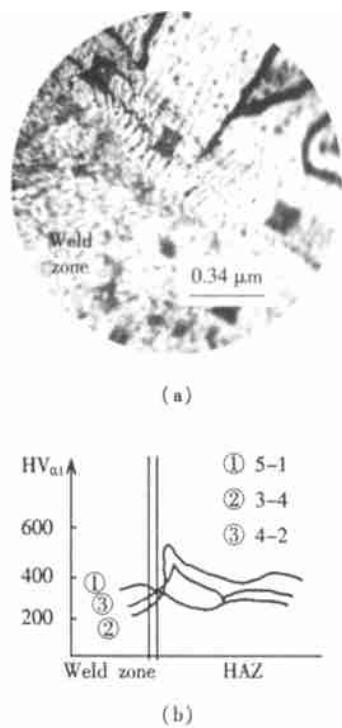 Weld
zone
0.34 μm
(a)
HV₀.₁
① 5-1
② 3-4
③ 4-2
600
400
200
①
③
②
Weld zone HAZ
(b)